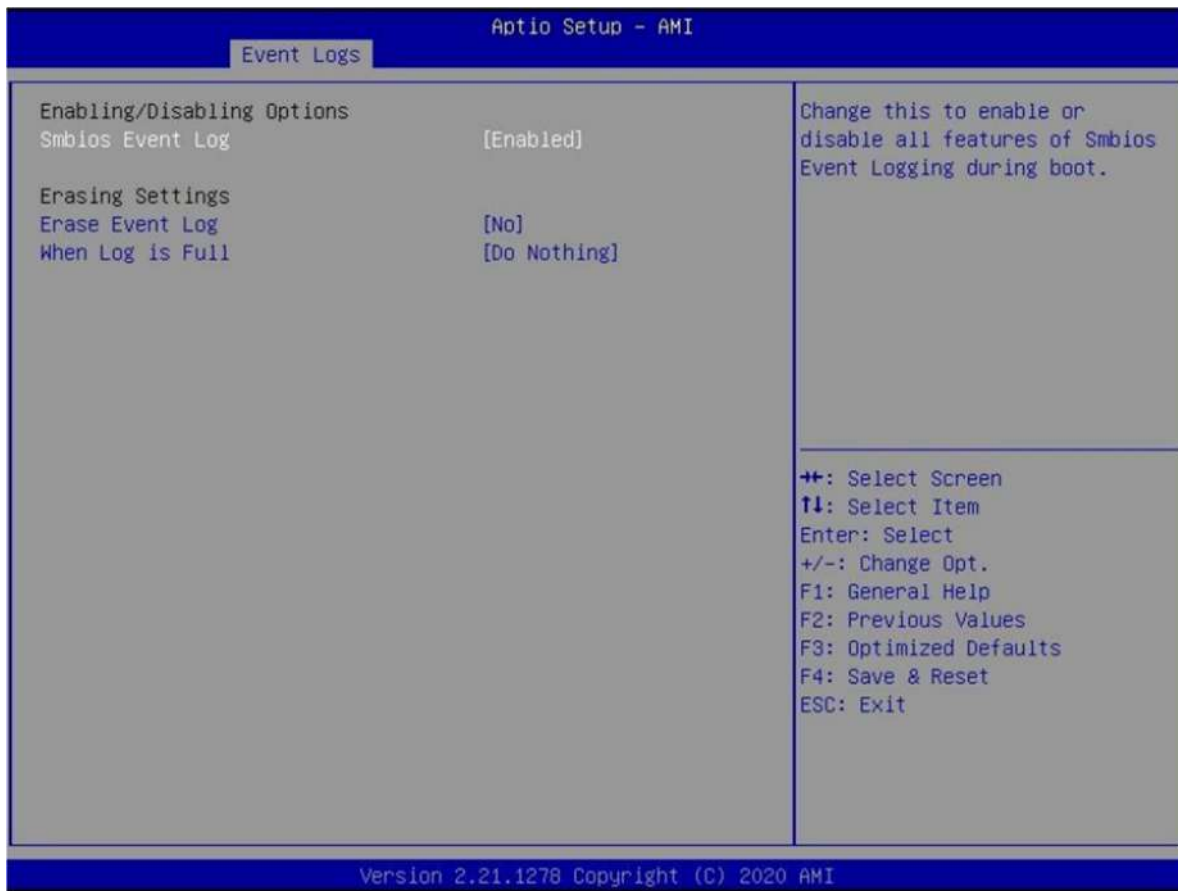 Aptio Setup - AMI
Event Logs
Enabling/Disabling Options
Smbios Event Log [Enabled]
Erasing Settings
Erase Event Log [No]
When Log is Full [Do Nothing]
Change this to enable or
disable all features of Smbios
Event Logging during boot.
→←: Select Screen
↑↓: Select Item
Enter: Select
+/-: Change Opt.
F1: General Help
F2: Previous Values
F3: Optimized Defaults
F4: Save & Reset
ESC: Exit
Version 2.21.1278 Copyright (C) 2020 AMI